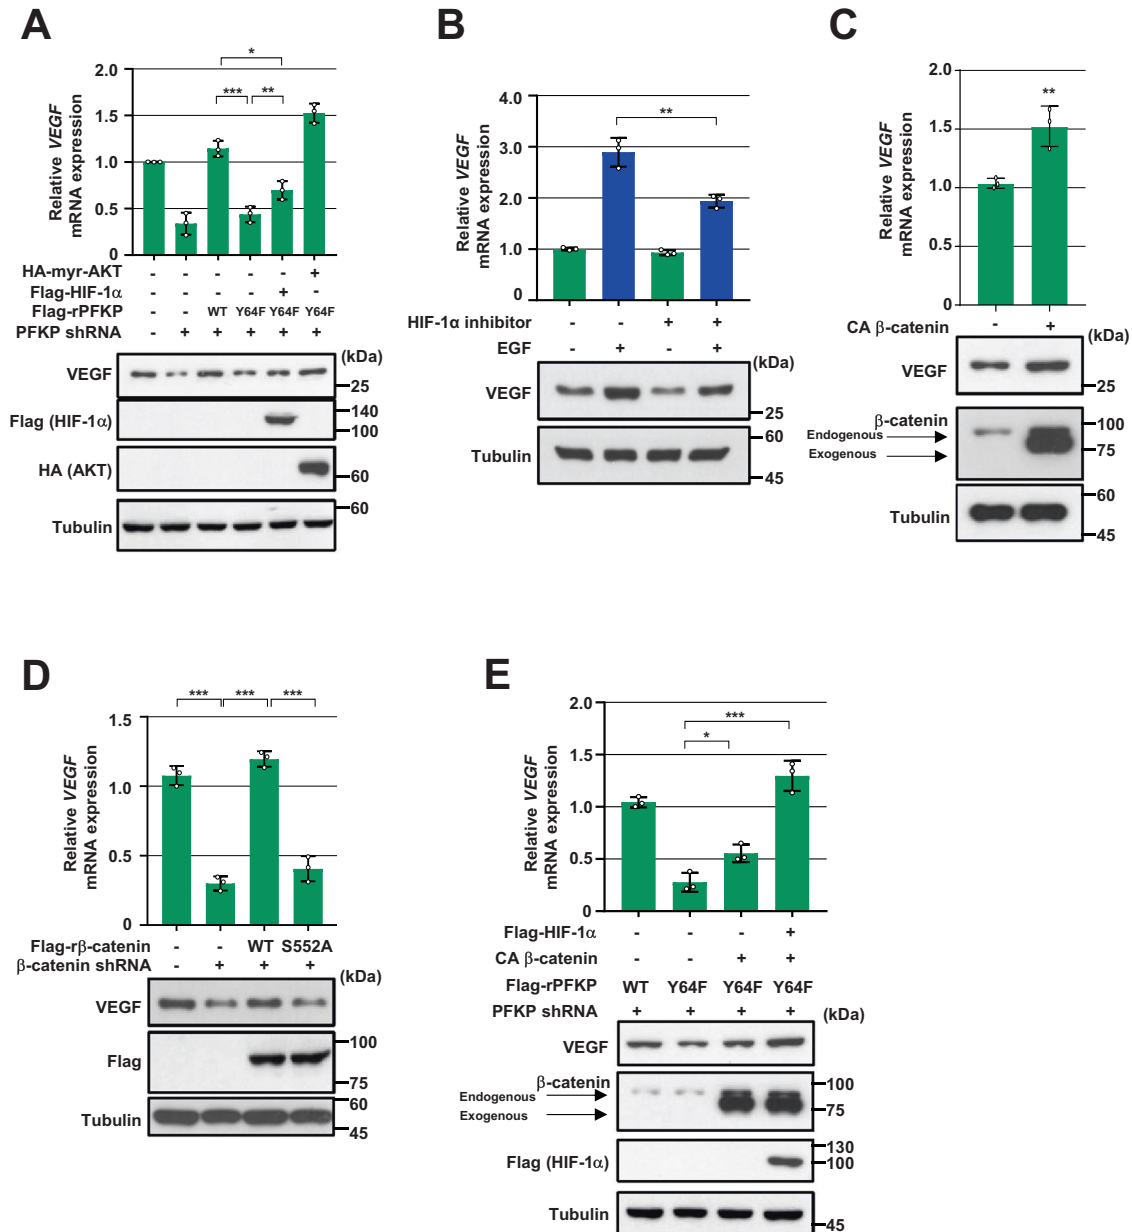 A
*
*** **
2.0
1.5
1.0
0.5
0
Relative VEGF
mRNA expression
HA-myr-AKT - - - - - +
Flag-HIF-1α - - - - + -
Flag-rPFKP - - WT Y64F Y64F Y64F
PFKP shRNA - + + + + +
(kDa)
VEGF
25
Flag (HIF-1α)
140
100
HA (AKT)
60
60
Tubulin
B
**
4.0
3.0
2.0
1.0
0
Relative VEGF
mRNA expression
HIF-1α inhibitor - - + +
EGF - + - +
(kDa)
VEGF
25
60
Tubulin
45
C
**
2.0
1.5
1.0
0.5
0
Relative VEGF
mRNA expression
CA β-catenin - +
(kDa)
VEGF
25
β-catenin
100
Endogenous
75
Exogenous
60
Tubulin
45
D
*** *** ***
1.5
1.0
0.5
0
Relative VEGF
mRNA expression
Flag-rβ-catenin - - WT S552A
β-catenin shRNA - + + +
(kDa)
VEGF
100
Flag
75
60
Tubulin
45
E
***
*
2.0
1.5
1.0
0.5
0
Relative VEGF
mRNA expression
Flag-HIF-1α - - - +
CA β-catenin - - + +
Flag-rPFKP WT Y64F Y64F Y64F
PFKP shRNA + + + +
(kDa)
VEGF
β-catenin
100
Endogenous
75
Exogenous
130
Flag (HIF-1α)
100
Tubulin
45